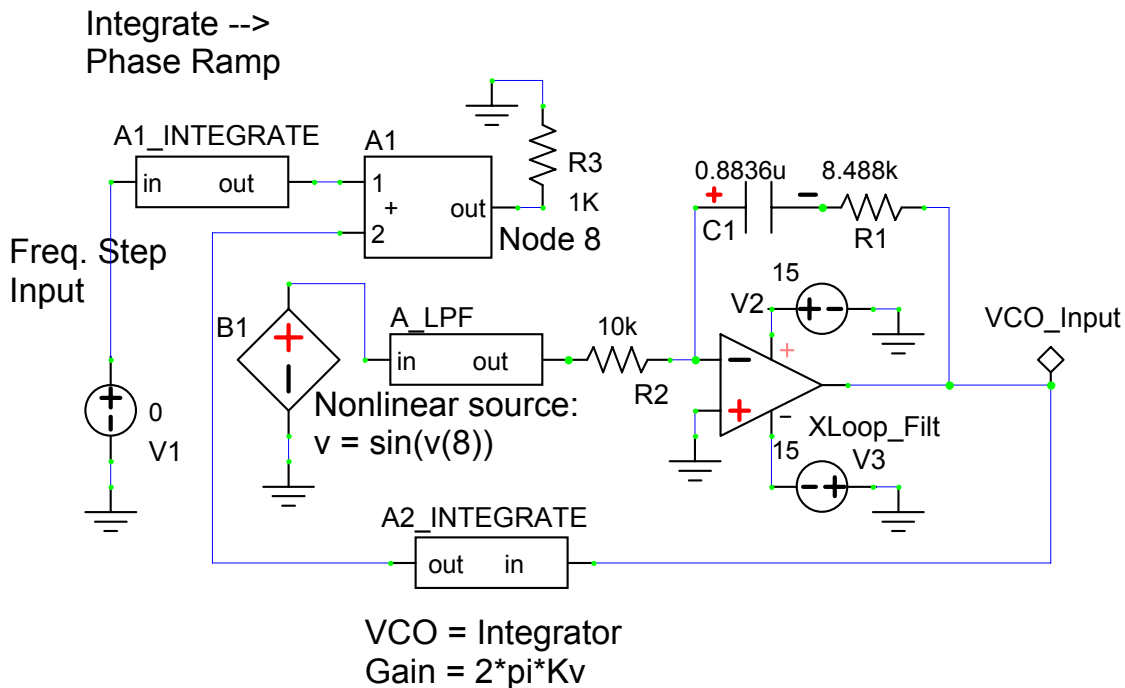 Integrate -->
Phase Ramp
A1_INTEGRATE
in out
A1
1
+
2
out
R3
1K
Node 8
0.8836u
8.488k
C1
R1
Freq. Step
Input
0
V1
B1
A_LPF
in out
10k
R2
Nonlinear source:
v = sin(v(8))
15
V2
VCO_Input
XLoop_Filt
15
V3
A2_INTEGRATE
out in
VCO = Integrator
Gain = 2*pi*Kv